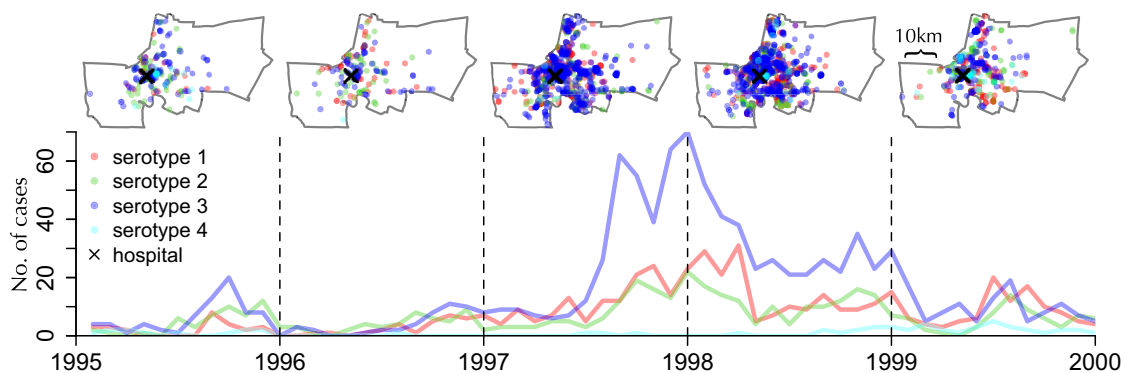 10km
No. of cases
60
40
20
0
serotype 1
serotype 2
serotype 3
serotype 4
hospital
1995 1996 1997 1998 1999 2000